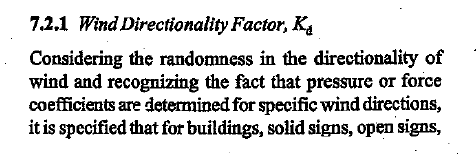 7.2.1 Wind Directionality Factor, Kd
Considering the randomness in the directionality of
wind and recognizing the fact that pressure or force
coefficients are determined for specific wind directions,
it is specified that for buildings, solid signs, open signs,